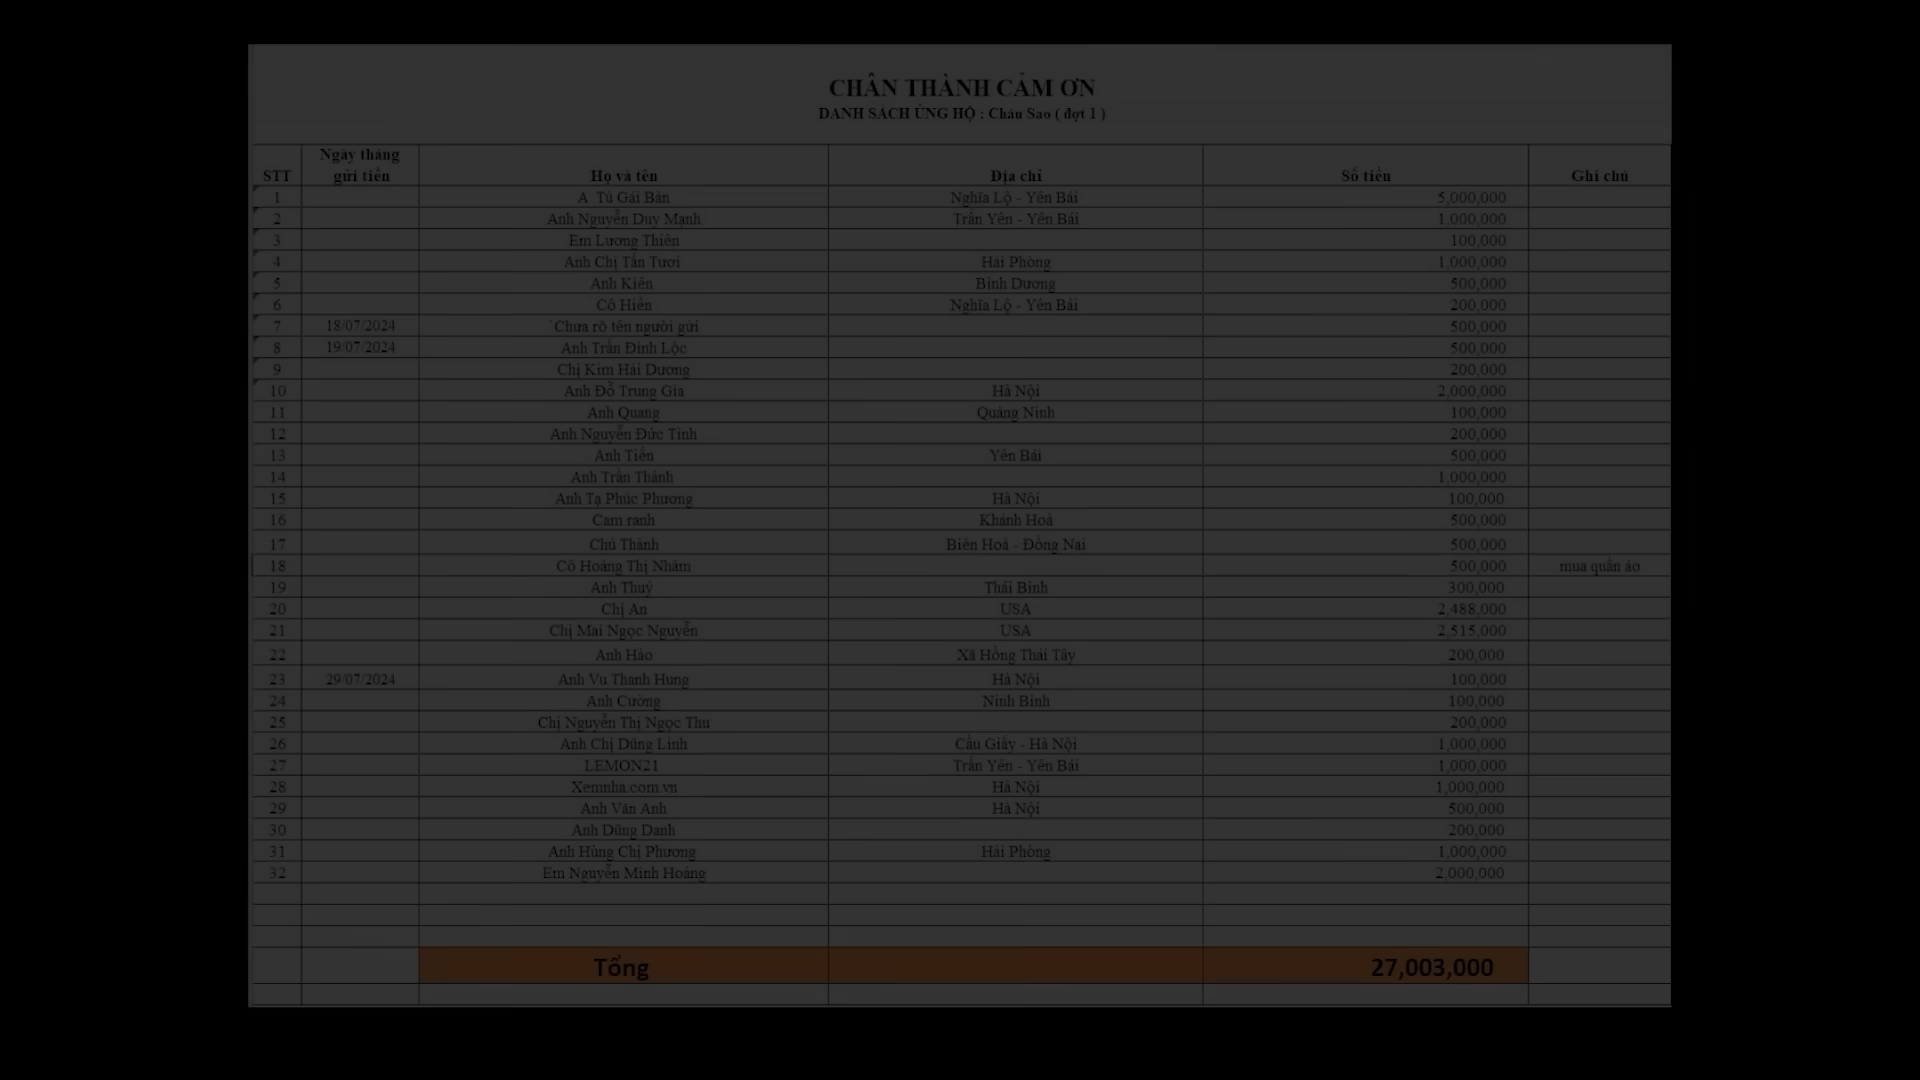 CHÂN THÀNH CẢM ƠN
DANH SÁCH ỦNG HỘ : Cháu Sao ( đợt 1 )
STT Ngày tháng gửi tiền Họ và tên Địa chỉ Số tiền Ghi chú
1 A Tú Gái Bản Nghĩa Lộ - Yên Bái 5,000,000
2 Anh Nguyễn Duy Mạnh Trấn Yên - Yên Bái 1,000,000
3 Em Lương Thiên 100,000
4 Anh Chị Tấn Tươi Hải Phòng 1,000,000
5 Anh Kiên Bình Dương 500,000
6 Cô Hiền Nghĩa Lộ - Yên Bái 200,000
7 18/07/2024 Chưa rõ tên người gửi 500,000
8 19/07/2024 Anh Trần Đình Lộc 500,000
9 Chị Kim Hải Dương 200,000
10 Anh Đỗ Trung Gia Hà Nội 2,000,000
11 Anh Quang Quảng Ninh 100,000
12 Anh Nguyễn Đức Tình 200,000
13 Anh Tiến Yên Bái 500,000
14 Anh Trần Thành 1,000,000
15 Anh Tạ Phúc Phương Hà Nội 100,000
16 Cam ranh Khánh Hoà 500,000
17 Chú Thành Biên Hoà - Đồng Nai 500,000
18 Cô Hoàng Thị Nhâm 500,000 mua quần áo
19 Anh Thuỷ Thái Bình 300,000
20 Chị An USA 2,488,000
21 Chị Mai Ngọc Nguyễn USA 2,515,000
22 Anh Hào Xã Hồng Thái Tây 200,000
23 29/07/2024 Anh Vu Thanh Hung Hà Nội 100,000
24 Anh Cường Ninh Bình 100,000
25 Chị Nguyễn Thị Ngọc Thu 200,000
26 Anh Chị Dũng Linh Cầu Giấy - Hà Nội 1,000,000
27 LEMON21 Trấn Yên - Yên Bái 1,000,000
28 Xemnha.com.vn Hà Nội 1,000,000
29 Anh Vân Anh Hà Nội 500,000
30 Anh Dũng Danh 200,000
31 Anh Hùng Chị Phương Hải Phòng 1,000,000
32 Em Nguyễn Minh Hoàng 2,000,000
Tổng 27,003,000